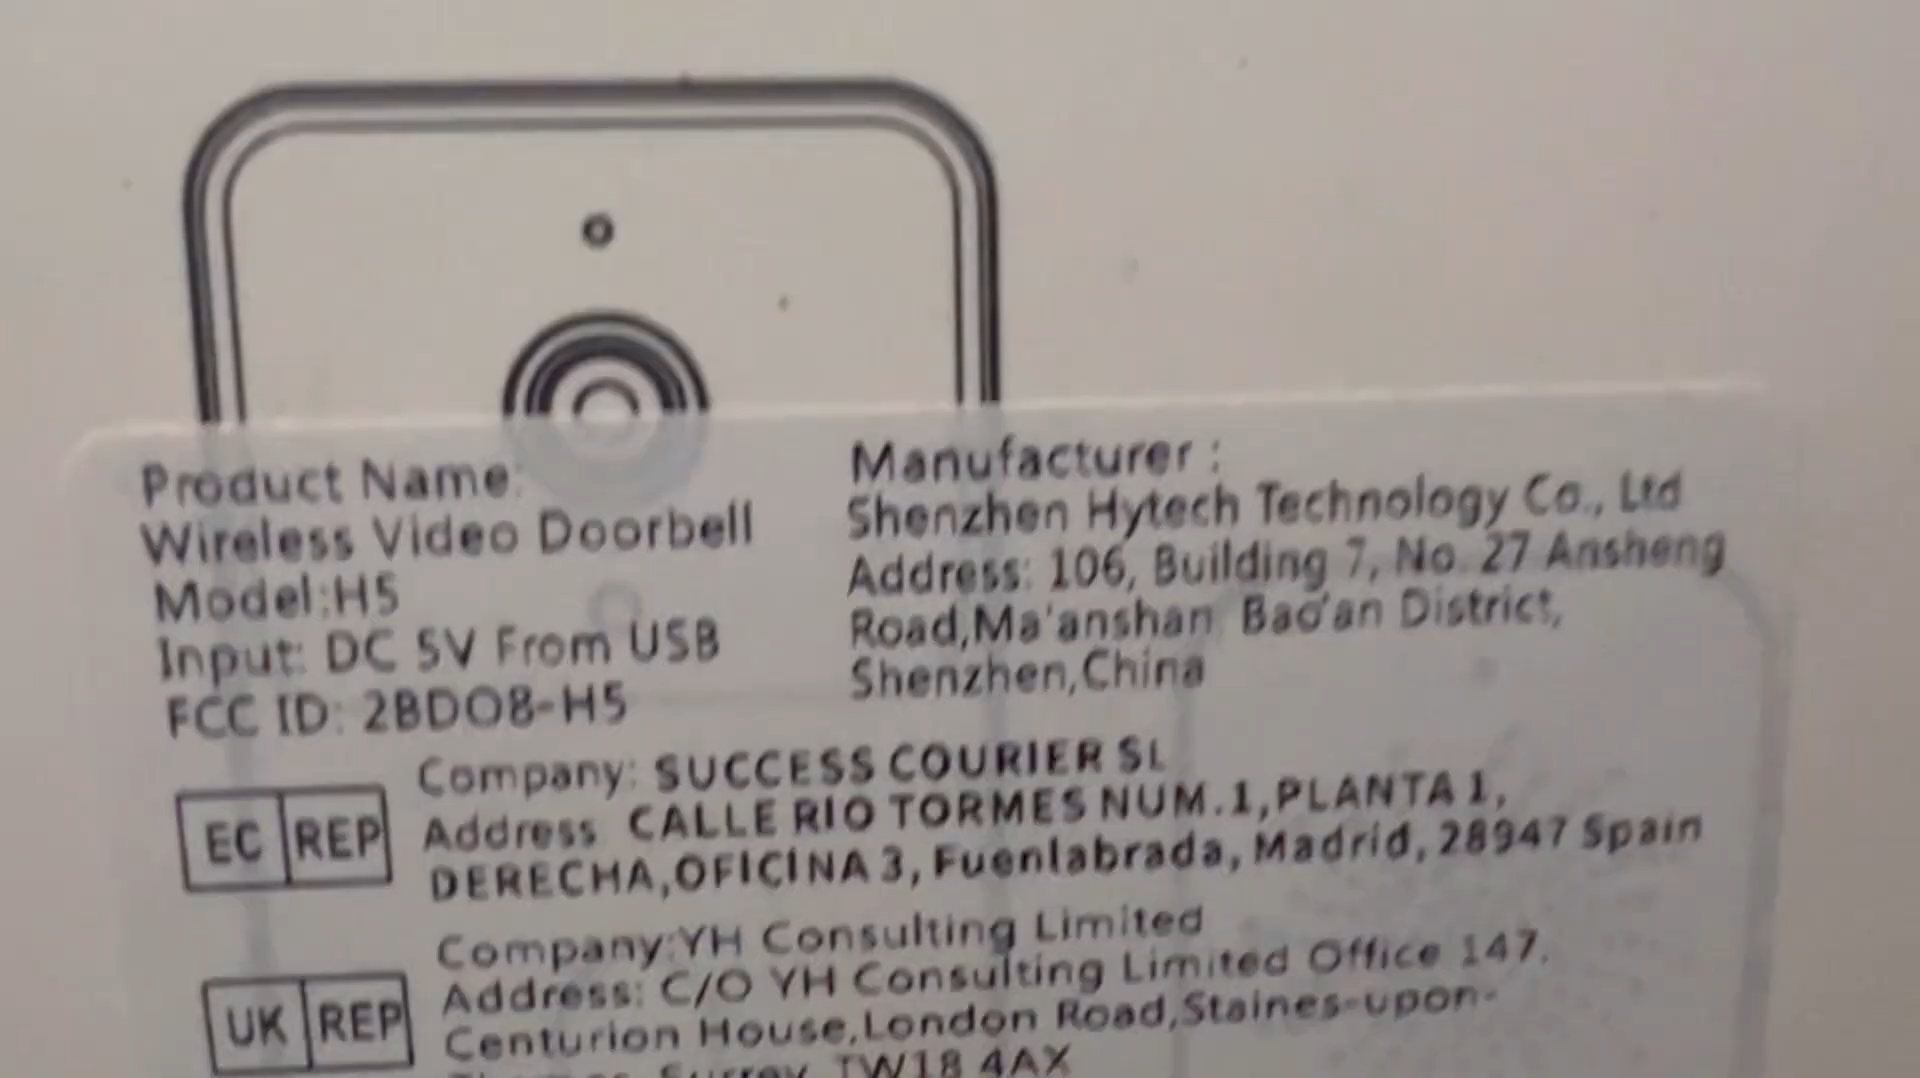 Product Name:
Wireless Video Doorbell
Model:H5
Input: DC 5V From USB
FCC ID: 2BDO8-H5
Manufacturer :
Shenzhen Hytech Technology Co., Ltd
Address: 106, Building 7, No. 27 Ansheng
Road,Ma'anshan, Bao'an District,
Shenzhen,China
EC REP
Company: SUCCESS COURIER SL
Address: CALLE RIO TORMES NUM.1,PLANTA 1,
DERECHA,OFICINA 3, Fuenlabrada, Madrid, 28947 Spain
UK REP
Company:YH Consulting Limited
Address: C/O YH Consulting Limited Office 147,
Centurion House,London Road,Staines-upon-
Thames, Surrey, TW18 4AX